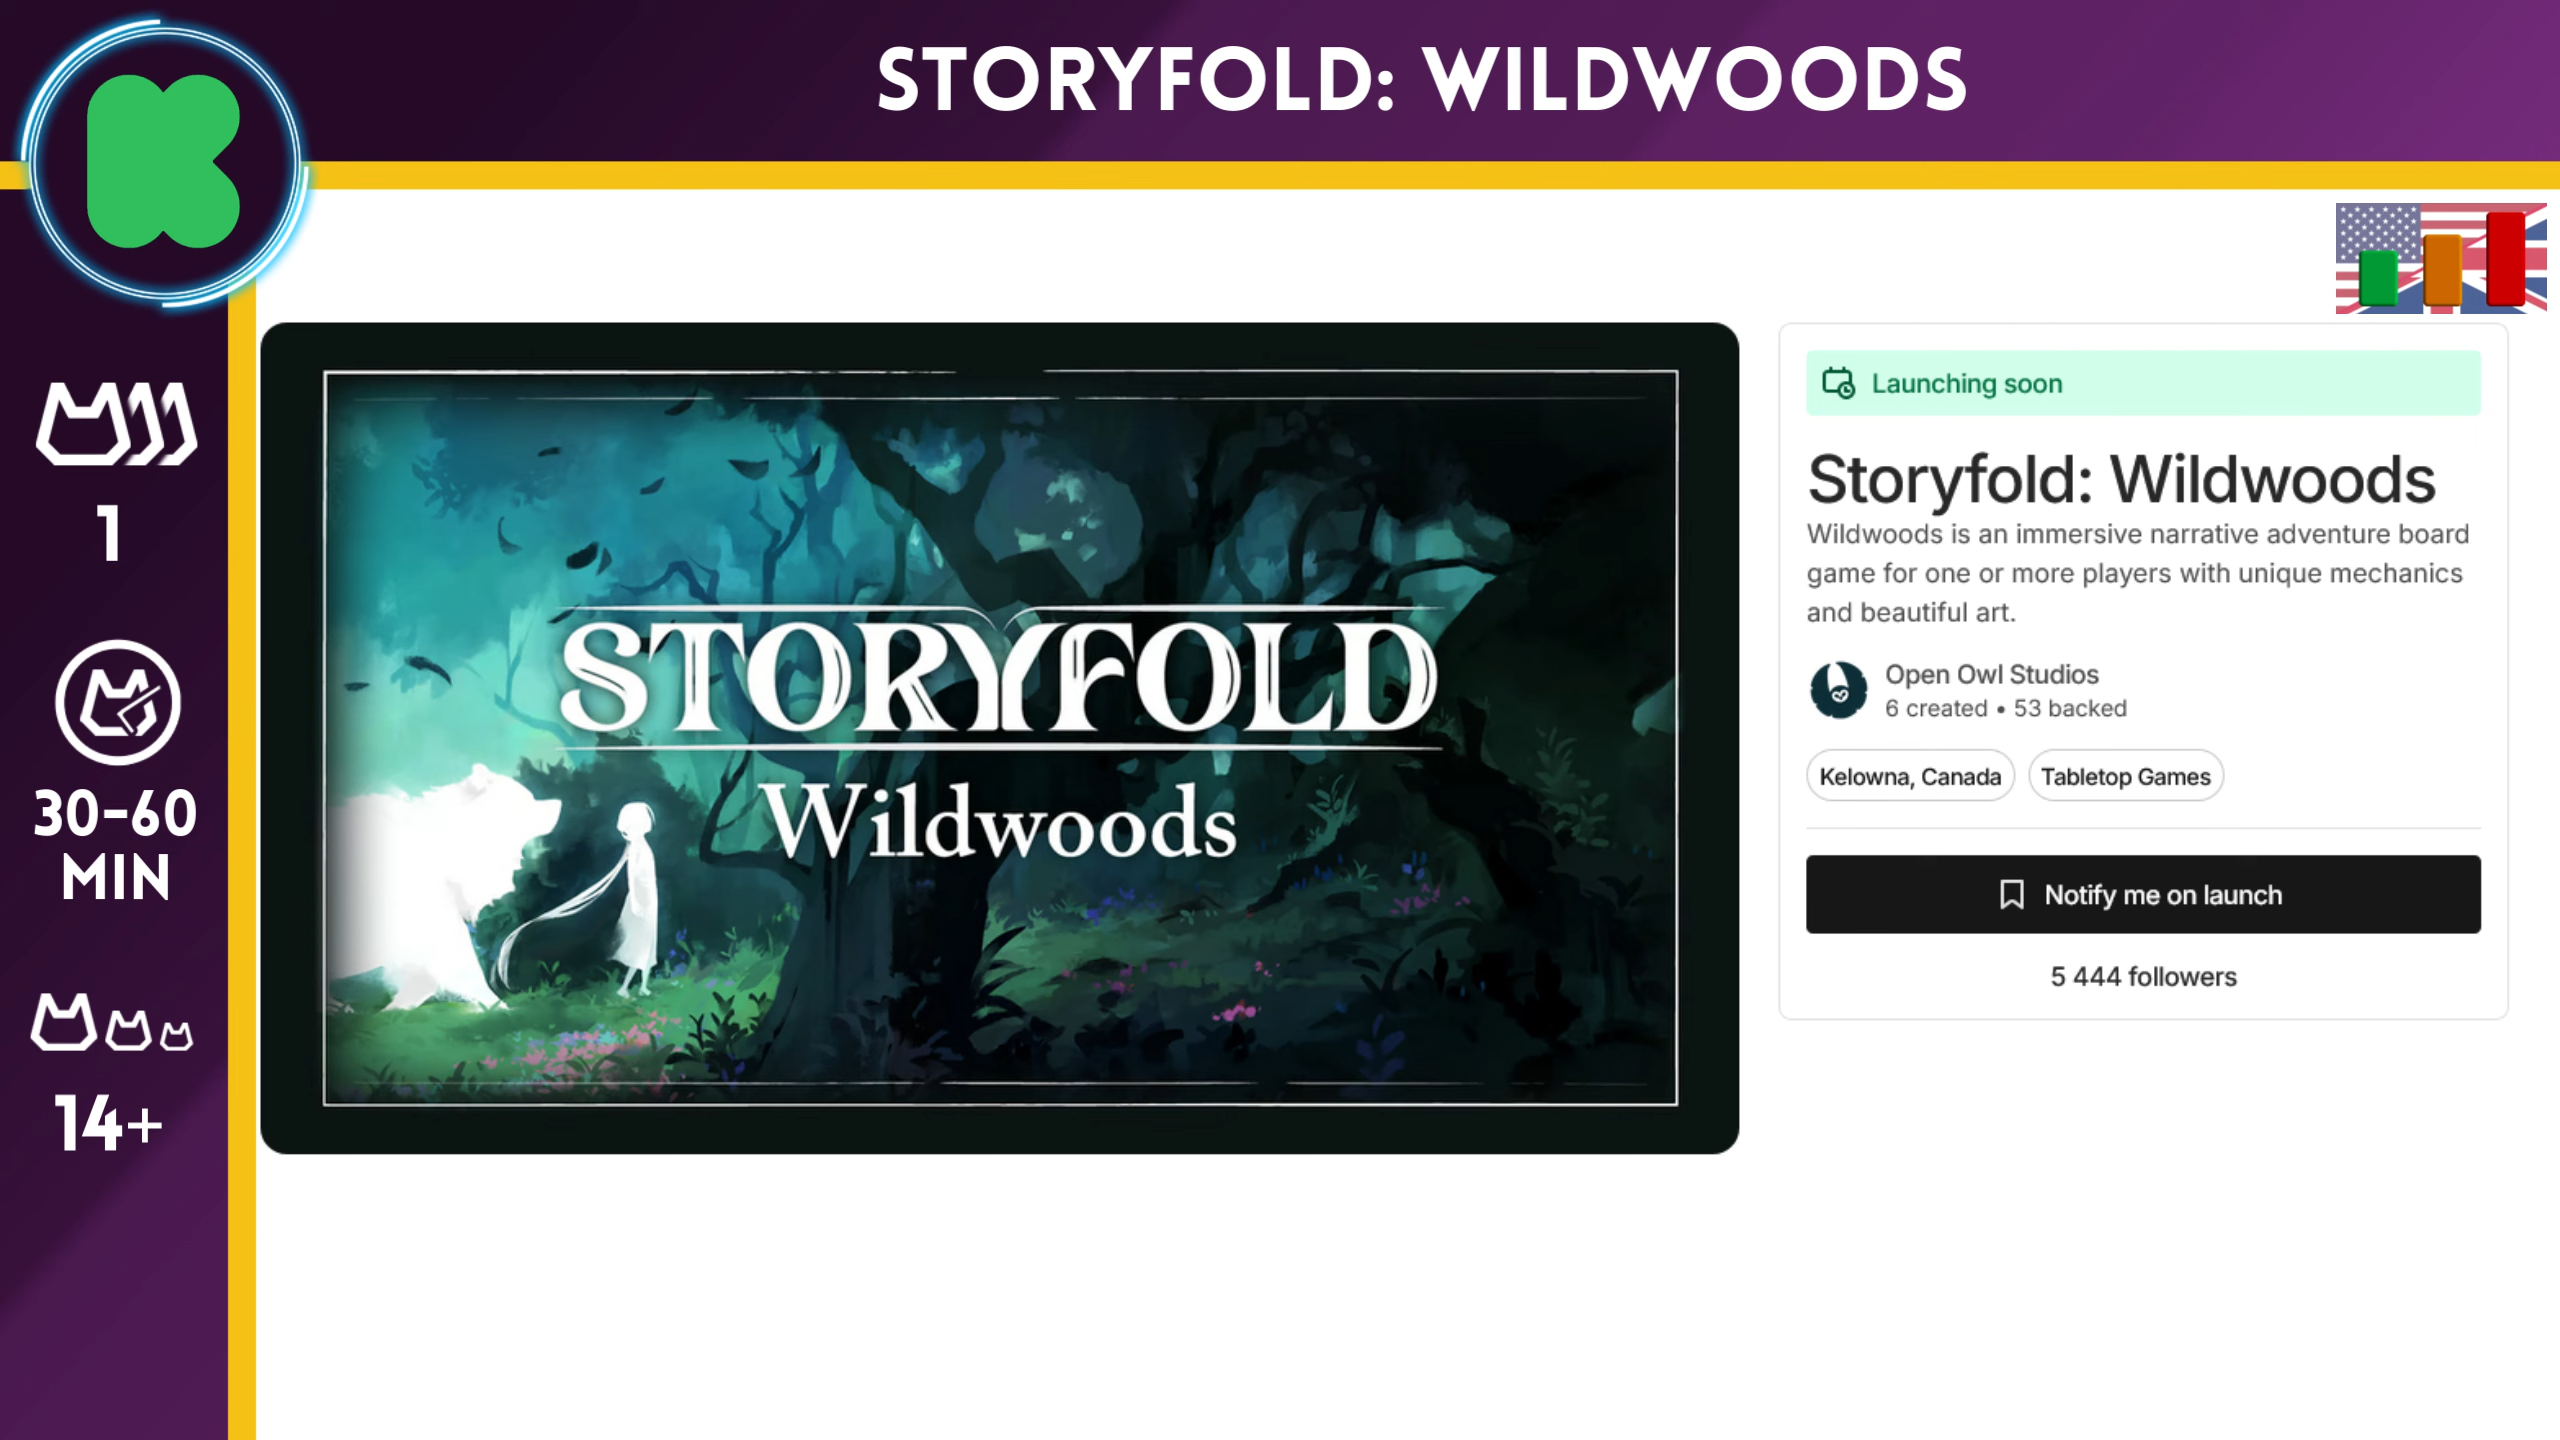 STORYFOLD: WILDWOODS
1
30-60
MIN
14+
STORYFOLD
Wildwoods
Launching soon
Storyfold: Wildwoods
Wildwoods is an immersive narrative adventure board
game for one or more players with unique mechanics
and beautiful art.
Open Owl Studios
6 created • 53 backed
Kelowna, Canada
Tabletop Games
Notify me on launch
5 444 followers